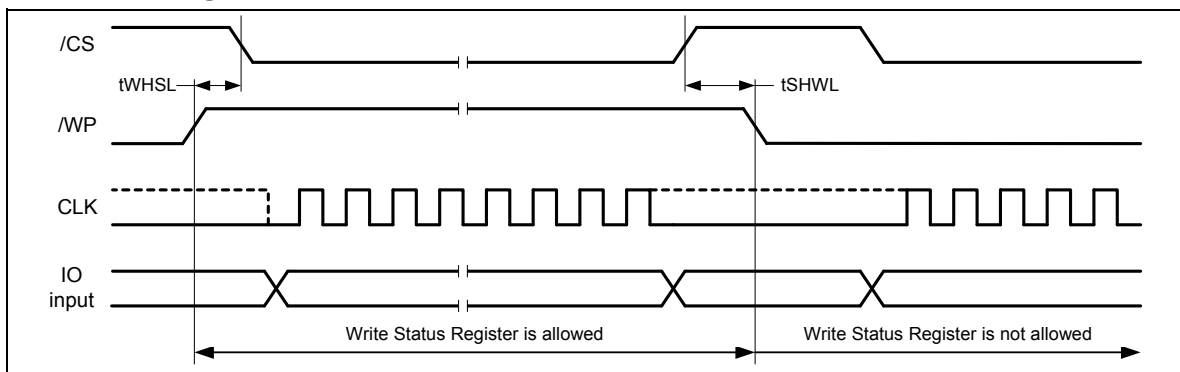 /CS
tWHSL
tSHWL
/WP
CLK
IO
input
Write Status Register is allowed
Write Status Register is not allowed